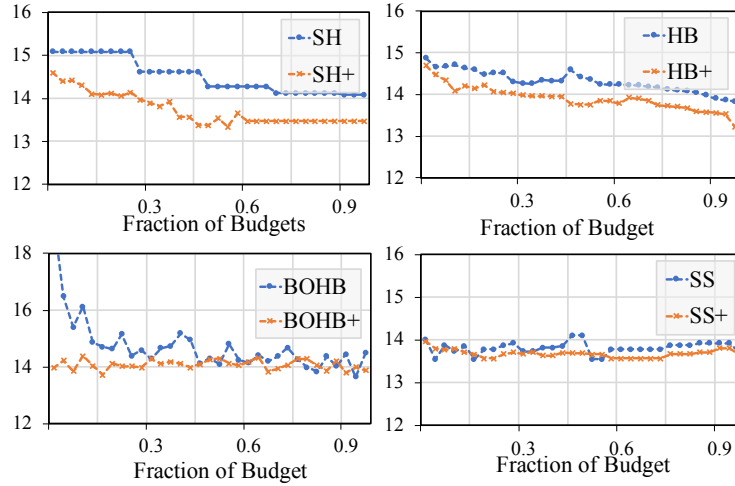 16
15
14
13
12
SH
SH+
0.3
0.6
0.9
Fraction of Budgets
16
15
14
13
12
HB
HB+
0
0.3
0.6
0.9
Fraction of Budget
18
16
14
12
BOHB
BOHB+
0.3
0.6
0.9
Fraction of Budget
16
15
14
13
12
SS
SS+
0
0.3
0.6
0.9
Fraction of Budget